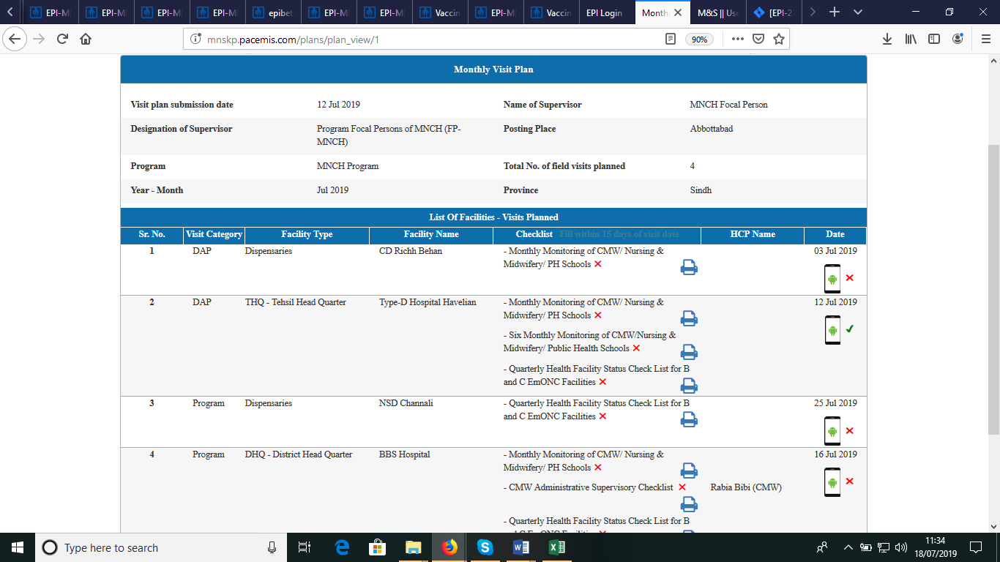 EPI-M
EPI-M
EPI-M
EPI-M
EPI-M
EPI-M
epibet
EPI-M
EPI-M
Vaccin
EPI-M
Vaccin
EPI Login
Month
M&S || Use
[EPI-2
mnskp.pacemis.com/plans/plan_view/1
90%
Monthly Visit Plan
Visit plan submission date 12 Jul 2019 Name of Supervisor MNCH Focal Person
Designation of Supervisor Program Focal Persons of MNCH (FP- Posting Place Abbottabad
MNCH)
Program MNCH Program Total No. of field visits planned 4
Year - Month Jul 2019 Province Sindh
List Of Facilities - Visits Planned
Sr. No. Visit Category Facility Type Facility Name Checklist Fill within 15 days of visit date HCP Name Date
1 DAP Dispensaries CD Richh Behan - Monthly Monitoring of CMW/ Nursing & 03 Jul 2019
Midwifery/ PH Schools
2 DAP THQ - Tehsil Head Quarter Type-D Hospital Havelian - Monthly Monitoring of CMW/ Nursing & 12 Jul 2019
Midwifery/ PH Schools
- Six Monthly Monitoring of CMW/Nursing &
Midwifery/ Public Health Schools
- Quarterly Health Facility Status Check List for B
and C EmONC Facilities
3 Program Dispensaries NSD Channali - Quarterly Health Facility Status Check List for B 25 Jul 2019
and C EmONC Facilities
4 Program DHQ - District Head Quarter BBS Hospital - Monthly Monitoring of CMW/ Nursing & 16 Jul 2019
Midwifery/ PH Schools
- CMW Administrative Supervisory Checklist Rabia Bibi (CMW)
- Quarterly Health Facility Status Check List for B
Type here to search
11:34
18/07/2019